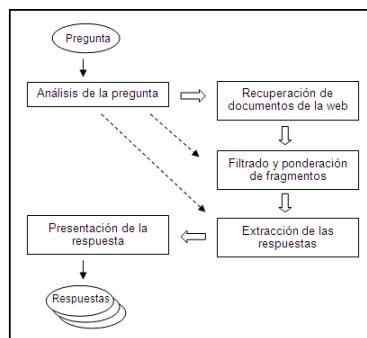 Pregunta
Análisis de la pregunta
Recuperación de
documentos de la web
Filtrado y ponderación
de fragmentos
Extracción de las
respuestas
Presentación de la
respuesta
Respuestas